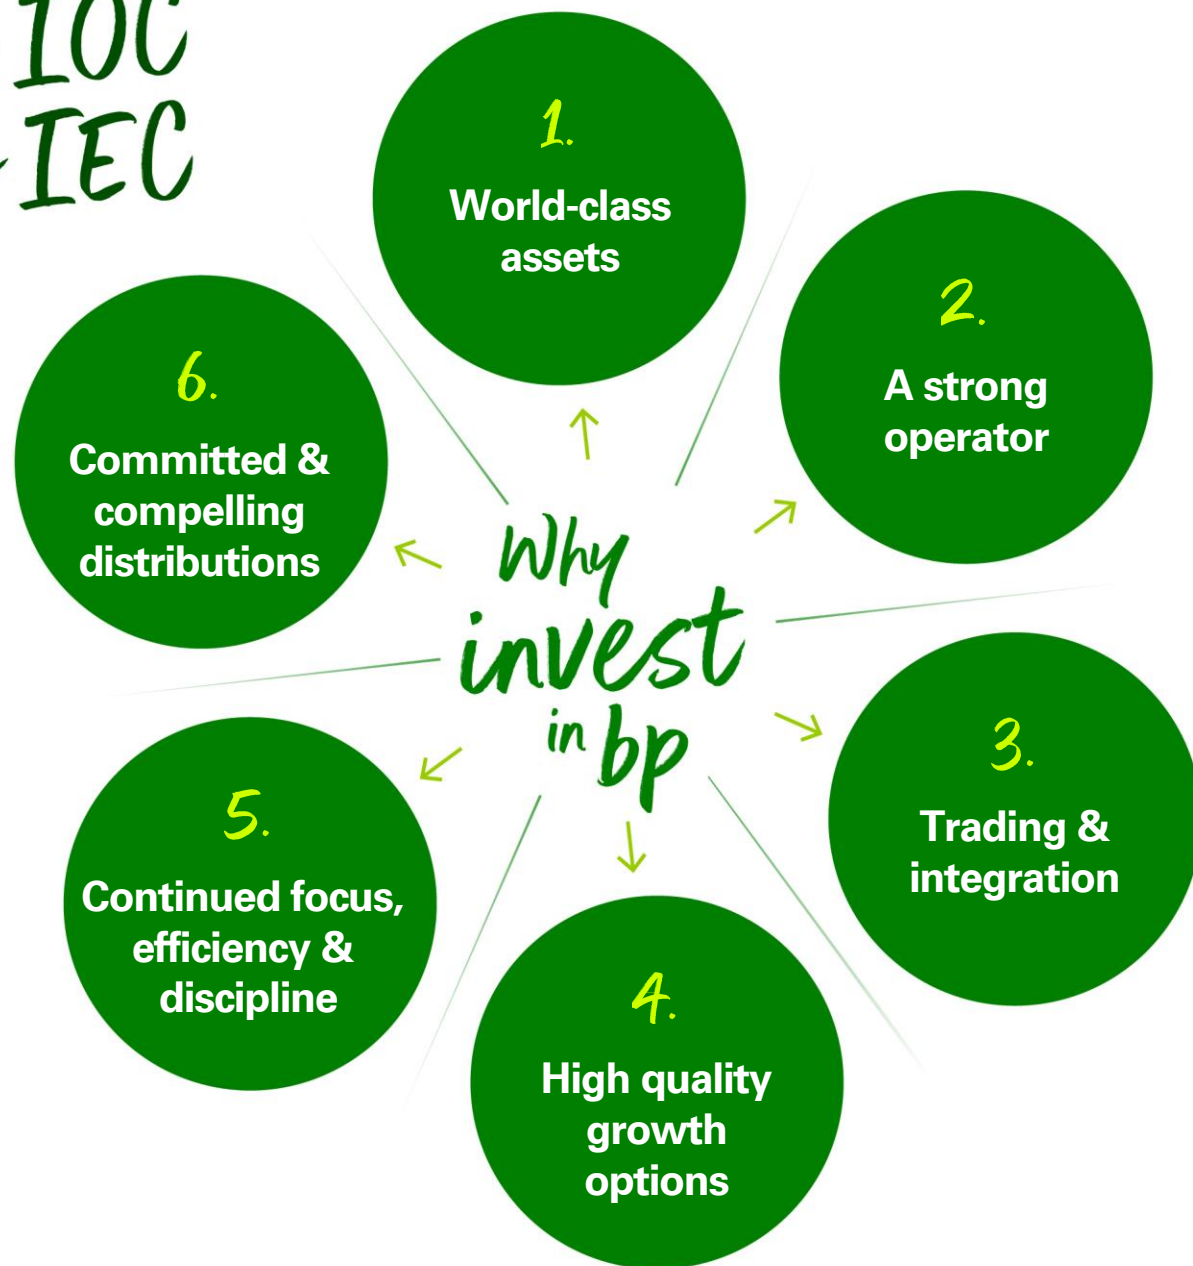 IOC
IEC
1.
World-class
assets
2.
A strong
operator
3.
Trading &
integration
4.
High quality
growth
options
5.
Continued focus,
efficiency &
discipline
6.
Committed &
compelling
distributions
Why
invest
in bp